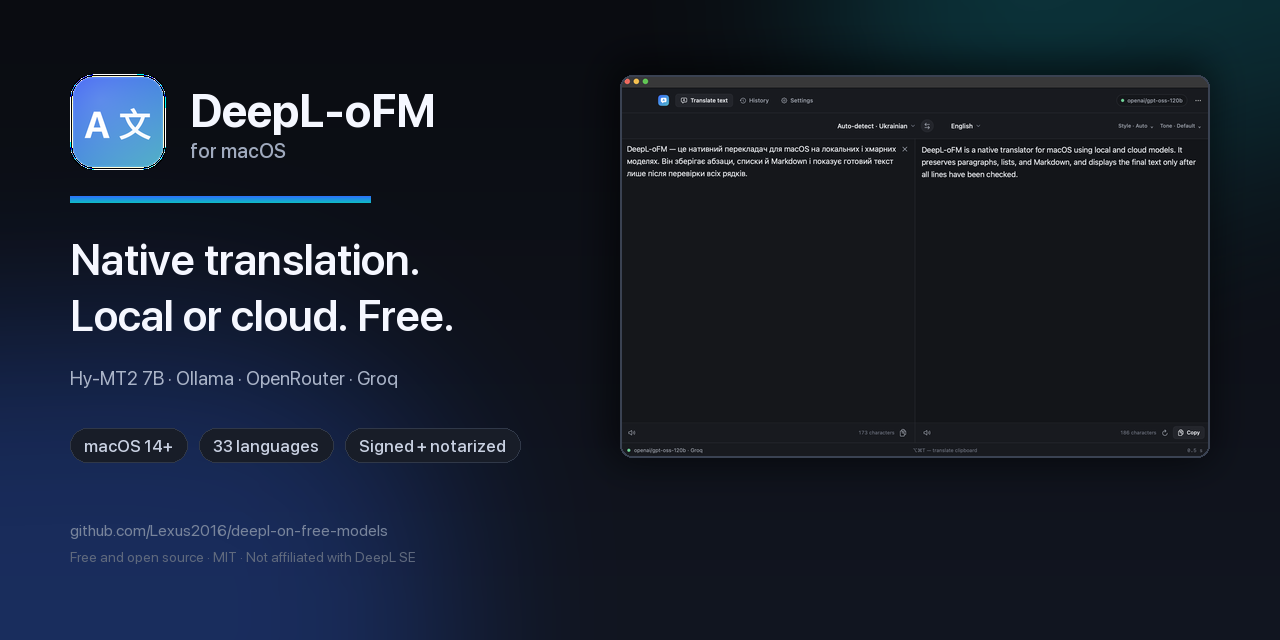 A 文
DeepL-oFM
for macOS
Native translation.
Local or cloud. Free.
Hy-MT2 7B · Ollama · OpenRouter · Groq
macOS 14+
33 languages
Signed + notarized
github.com/Lexus2016/deepl-on-free-models
Free and open source · MIT · Not affiliated with DeepL SE
Translate text
History
Settings
openai/gpt-oss-120b
Auto-detect · Ukrainian
English
Style · Auto
Tone · Default
DeepL-oFM — це нативний перекладач для macOS на локальних і хмарних
моделях. Він зберігає абзаци, списки й Markdown і показує готовий текст
лише після перевірки всіх рядків.
DeepL-oFM is a native translator for macOS using local and cloud models. It
preserves paragraphs, lists, and Markdown, and displays the final text only after
all lines have been checked.
173 characters
186 characters
Copy
openai/gpt-oss-120b · Groq
⌥⌘T — translate clipboard